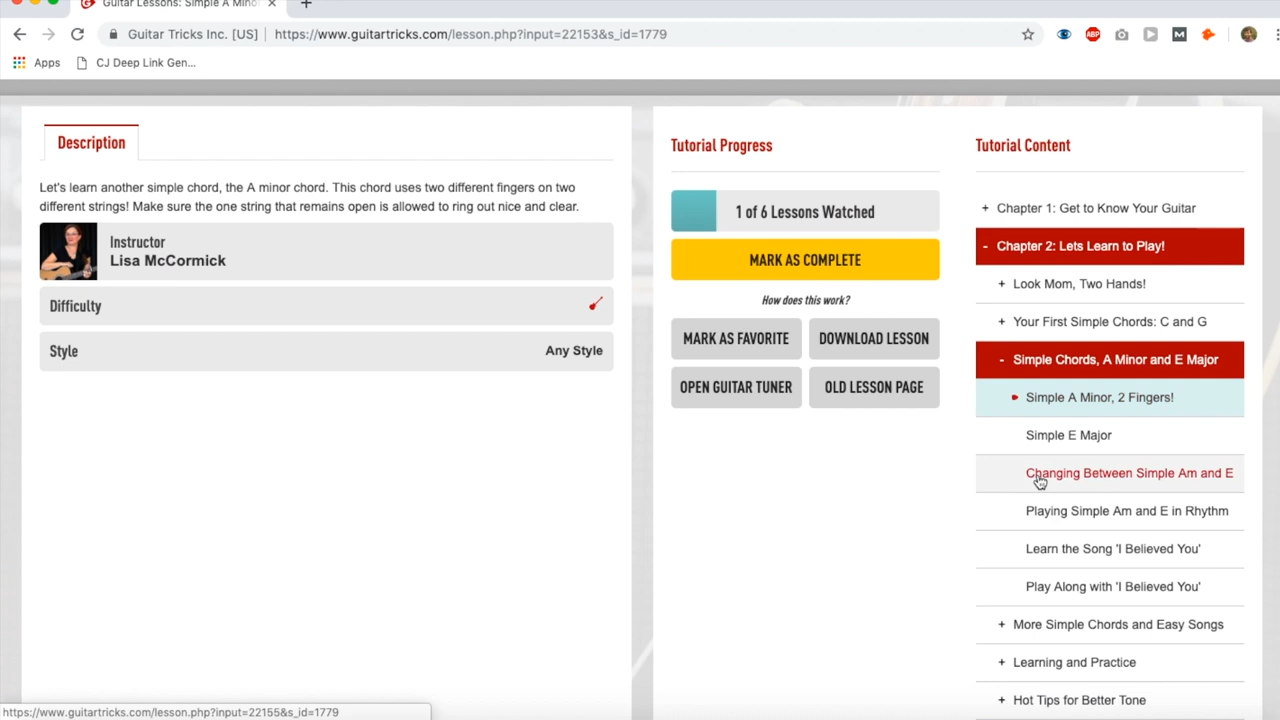 Guitar Lessons: Simple A Mino
Guitar Tricks Inc. [US] | https://www.guitartricks.com/lesson.php?input=22153&s_id=1779
ABP
M
Apps
CJ Deep Link Gen...
Description
Let's learn another simple chord, the A minor chord. This chord uses two different fingers on two
different strings! Make sure the one string that remains open is allowed to ring out nice and clear.
Instructor
Lisa McCormick
Difficulty
Style
Any Style
Tutorial Progress
1 of 6 Lessons Watched
MARK AS COMPLETE
How does this work?
MARK AS FAVORITE
DOWNLOAD LESSON
OPEN GUITAR TUNER
OLD LESSON PAGE
Tutorial Content
+ Chapter 1: Get to Know Your Guitar
- Chapter 2: Lets Learn to Play!
+ Look Mom, Two Hands!
+ Your First Simple Chords: C and G
- Simple Chords, A Minor and E Major
Simple A Minor, 2 Fingers!
Simple E Major
Changing Between Simple Am and E
Playing Simple Am and E in Rhythm
Learn the Song 'I Believed You'
Play Along with 'I Believed You'
+ More Simple Chords and Easy Songs
+ Learning and Practice
+ Hot Tips for Better Tone
https://www.guitartricks.com/lesson.php?input=22155&s_id=1779